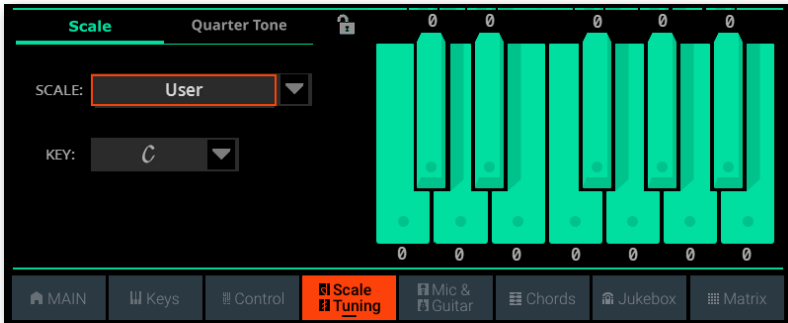 Scale
Quarter Tone
0 0 0 0 0
SCALE: User
KEY: C
0 0 0 0 0 0 0
MAIN
Keys
Control
Scale
Tuning
Mic &
Guitar
Chords
Jukebox
Matrix